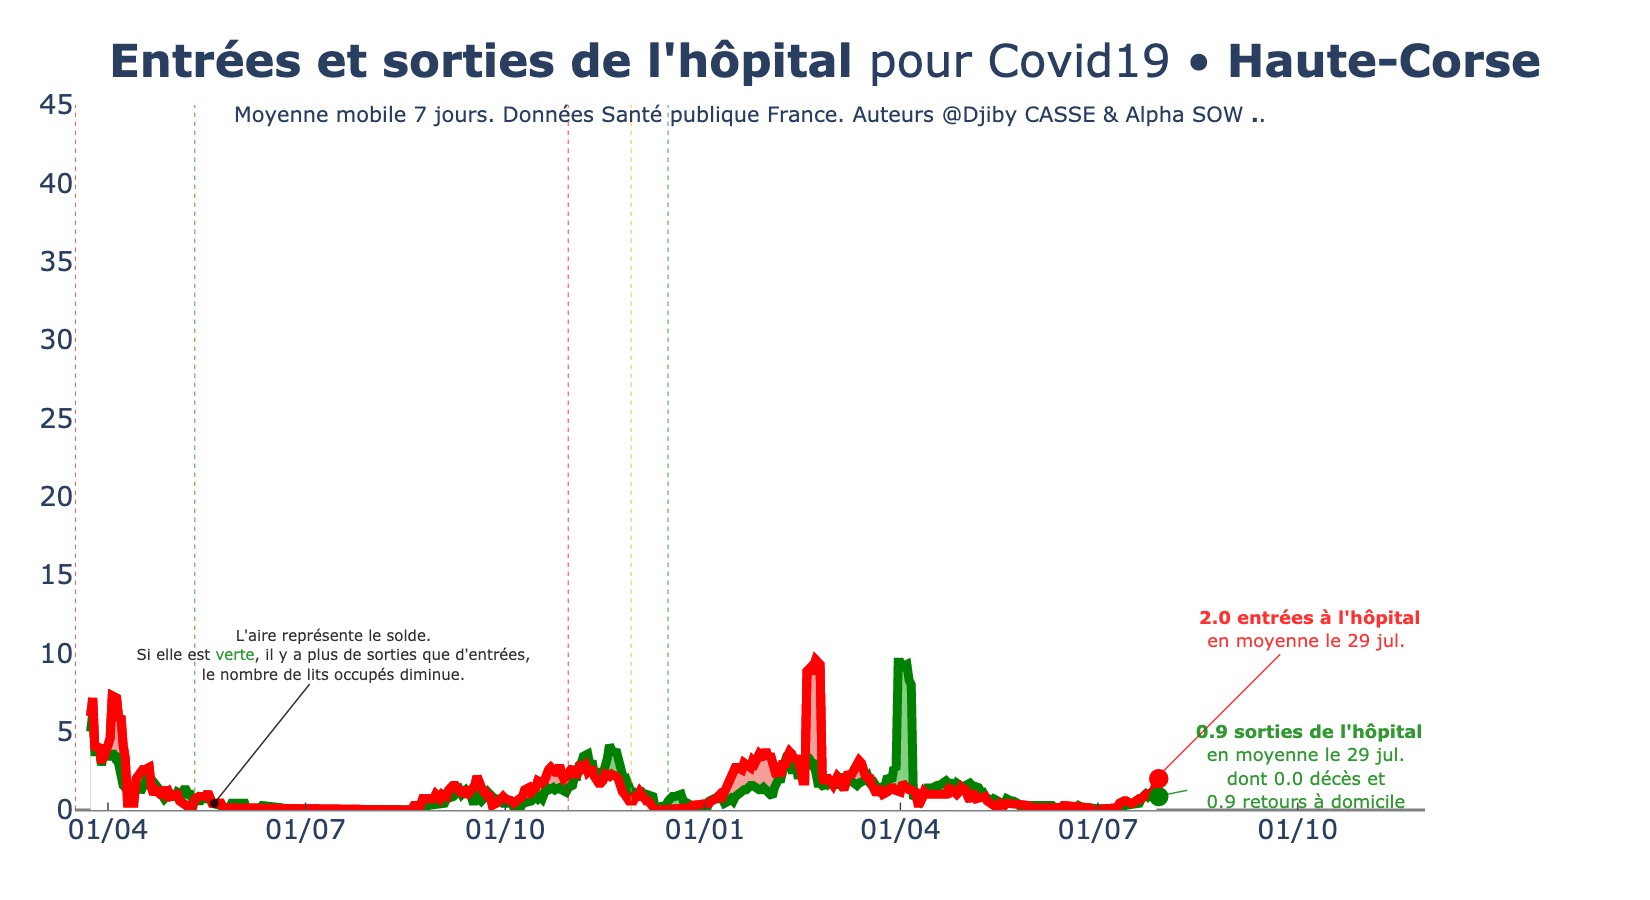 Entrées et sorties de l'hôpital pour Covid19 • Haute-Corse
Moyenne mobile 7 jours. Données Santé publique France. Auteurs @Djiby CASSE & Alpha SOW ..
45
40
35
30
25
20
15
10
5
0
L'aire représente le solde.
Si elle est verte, il y a plus de sorties que d'entrées,
le nombre de lits occupés diminue.
2.0 entrées à l'hôpital
en moyenne le 29 jul.
0.9 sorties de l'hôpital
en moyenne le 29 jul.
dont 0.0 décès et
0.9 retours à domicile
01/04
01/07
01/10
01/01
01/04
01/07
01/10